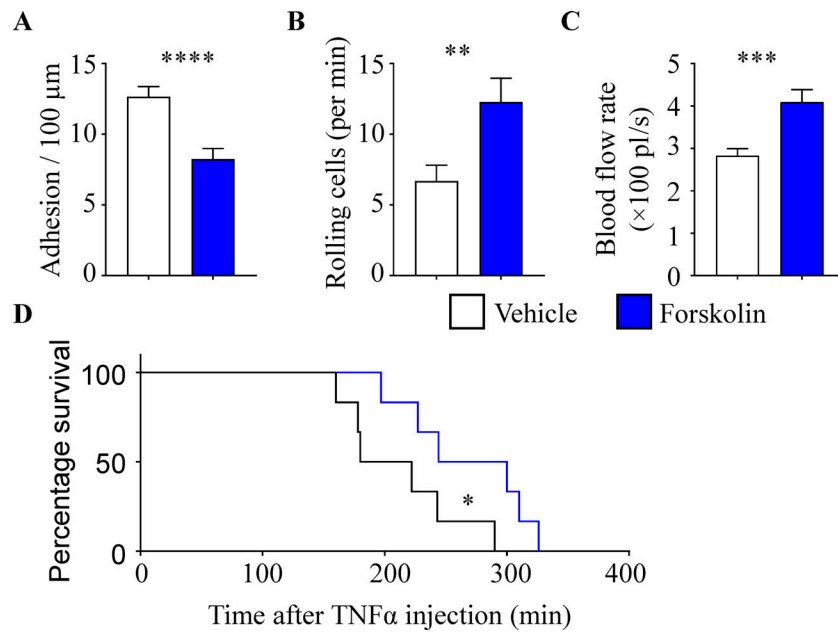 A
Adhesion / 100 µm
15
10
5
0
****
B
Rolling cells (per min)
15
10
5
0
**
C
Blood flow rate
(×100 pl/s)
5
4
3
2
1
0
***
Vehicle
Forskolin
D
Percentage survival
100
50
0
*
0 100 200 300 400
Time after TNFα injection (min)